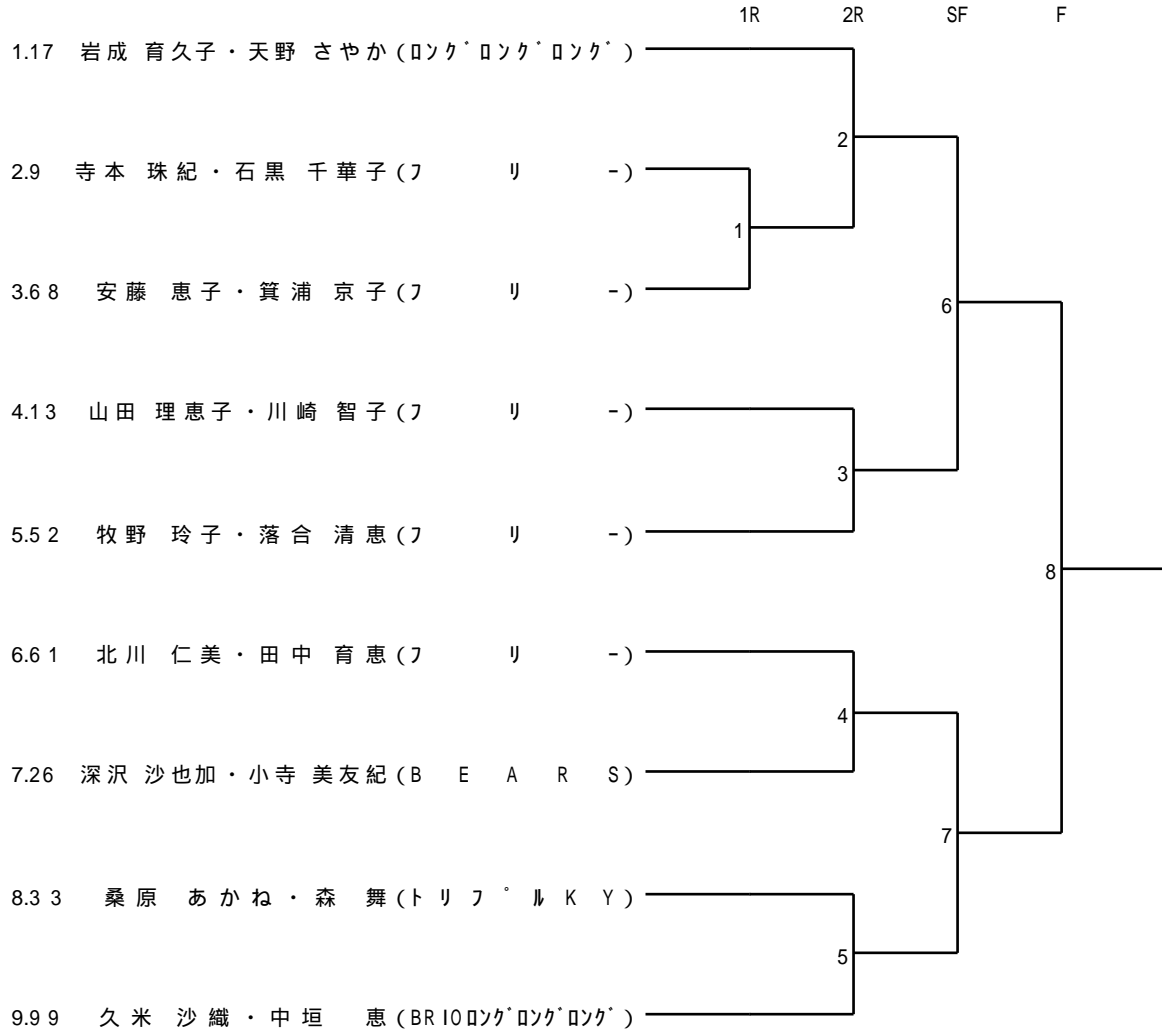 1R 2R SF F
1.17 岩成 育久子・天野 さやか(ﾛﾝｸﾞﾛﾝｸﾞﾛﾝｸﾞ)
2
2.9 寺本 珠紀・石黒 千華子(ﾌ ﾘ ｰ)
1
3.68 安藤 恵子・箕浦 京子(ﾌ ﾘ ｰ)
6
4.13 山田 理恵子・川崎 智子(ﾌ ﾘ ｰ)
3
5.52 牧野 玲子・落合 清恵(ﾌ ﾘ ｰ)
8
6.61 北川 仁美・田中 育恵(ﾌ ﾘ ｰ)
4
7.26 深沢 沙也加・小寺 美友紀(B E A R S)
7
8.33 桑原 あかね・森 舞(ﾄ ﾘ ﾌ ﾟ ﾙ K Y)
5
9.99 久米 沙織・中垣 恵(BRIOﾛﾝｸﾞﾛﾝｸﾞﾛﾝｸﾞ)